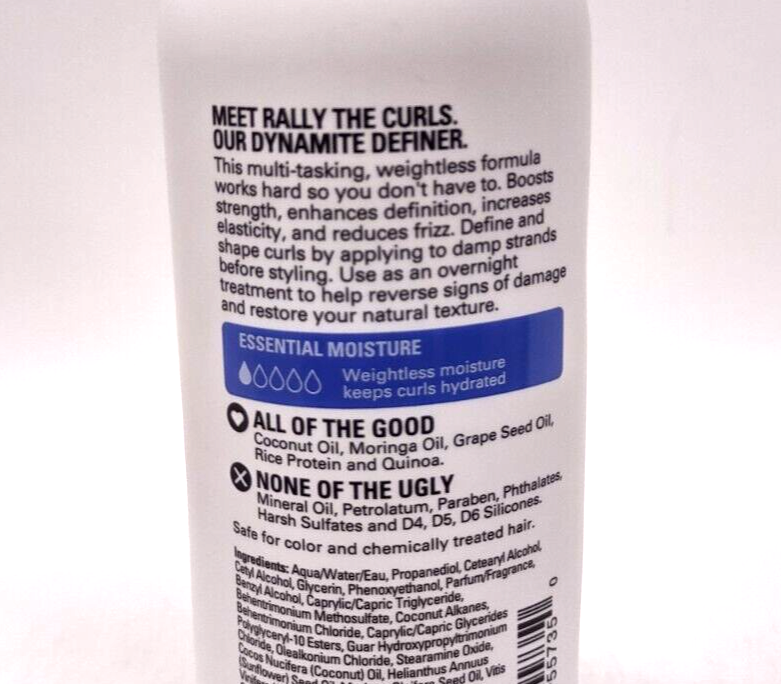 MEET RALLY THE CURLS.
OUR DYNAMITE DEFINER.
This multi-tasking, weightless formula
works hard so you don't have to. Boosts
strength, enhances definition, increases
elasticity, and reduces frizz. Define and
shape curls by applying to damp strands
before styling. Use as an overnight
treatment to help reverse signs of damage
and restore your natural texture.
ESSENTIAL MOISTURE
Weightless moisture
keeps curls hydrated
ALL OF THE GOOD
Coconut Oil, Moringa Oil, Grape Seed Oil,
Rice Protein and Quinoa.
NONE OF THE UGLY
Mineral Oil, Petrolatum, Paraben, Phthalates,
Harsh Sulfates and D4, D5, D6 Silicones.
Safe for color and chemically treated hair.
Ingredients: Aqua/Water/Eau, Propanediol, Cetearyl Alcohol,
Cetyl Alcohol, Glycerin, Phenoxyethanol, Parfum/Fragrance,
Benzyl Alcohol, Caprylic/Capric Triglyceride,
Behentrimonium Methosulfate, Coconut Alkanes,
Behentrimonium Chloride, Caprylic/Capric Glycerides
Polyglyceryl-10 Esters, Guar Hydroxypropyltrimonium
Chloride, Olealkonium Chloride, Stearamine Oxide,
Cocos Nucifera (Coconut) Oil, Helianthus Annuus
(Sunflower) Seed Oil, Seed Oil, Vitis
55735 0